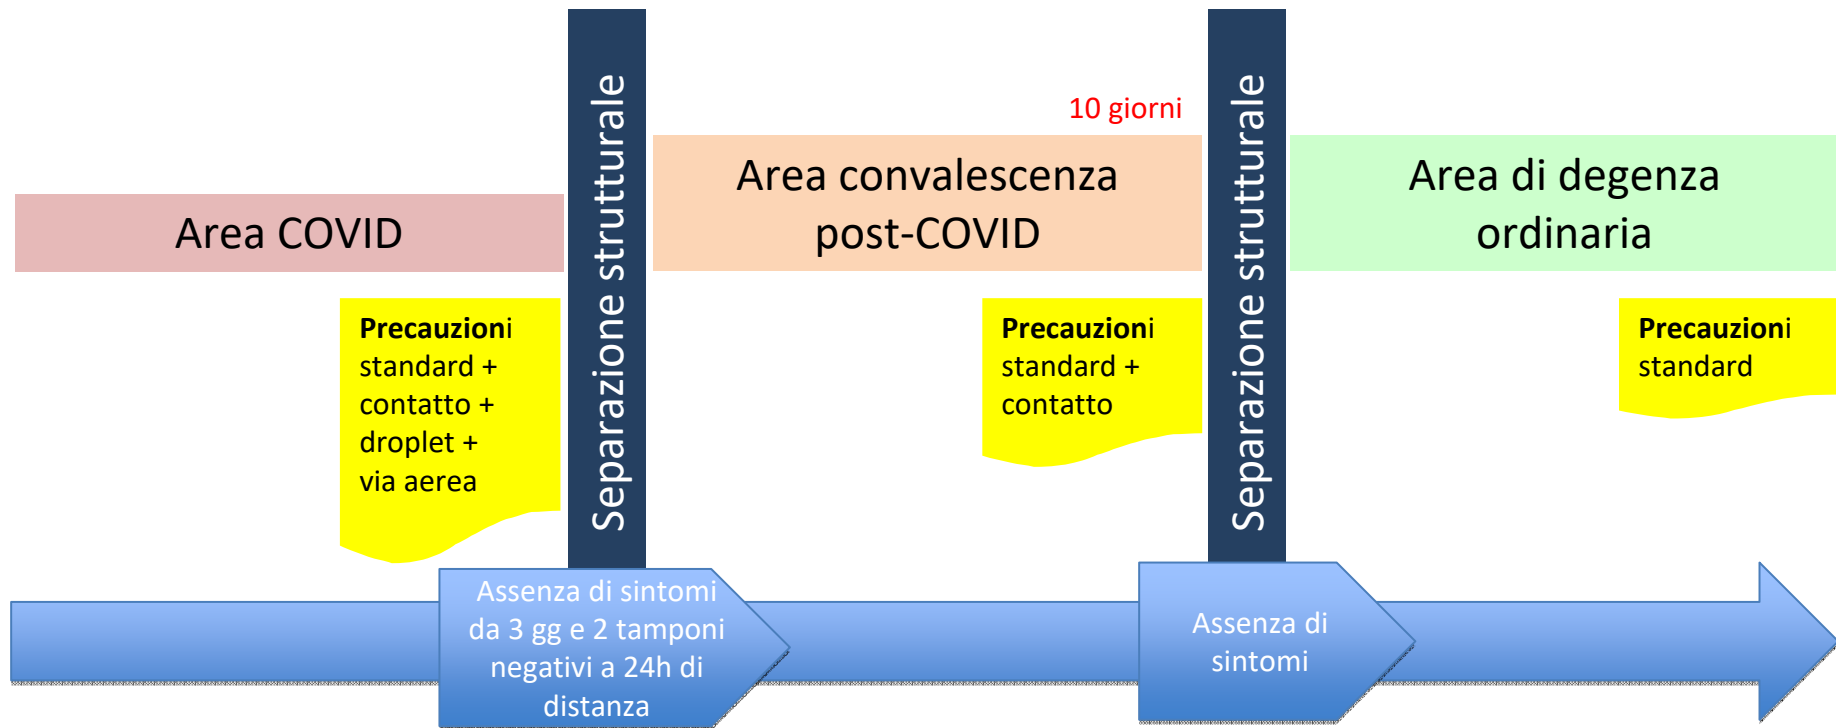 Area COVID
Precauzioni
standard +
contatto +
droplet +
via aerea
Separazione strutturale
Assenza di sintomi
da 3 gg e 2 tamponi
negativi a 24h di
distanza
10 giorni
Area convalescenza
post-COVID
Precauzioni
standard +
contatto
Separazione strutturale
Assenza di
sintomi
Area di degenza
ordinaria
Precauzioni
standard